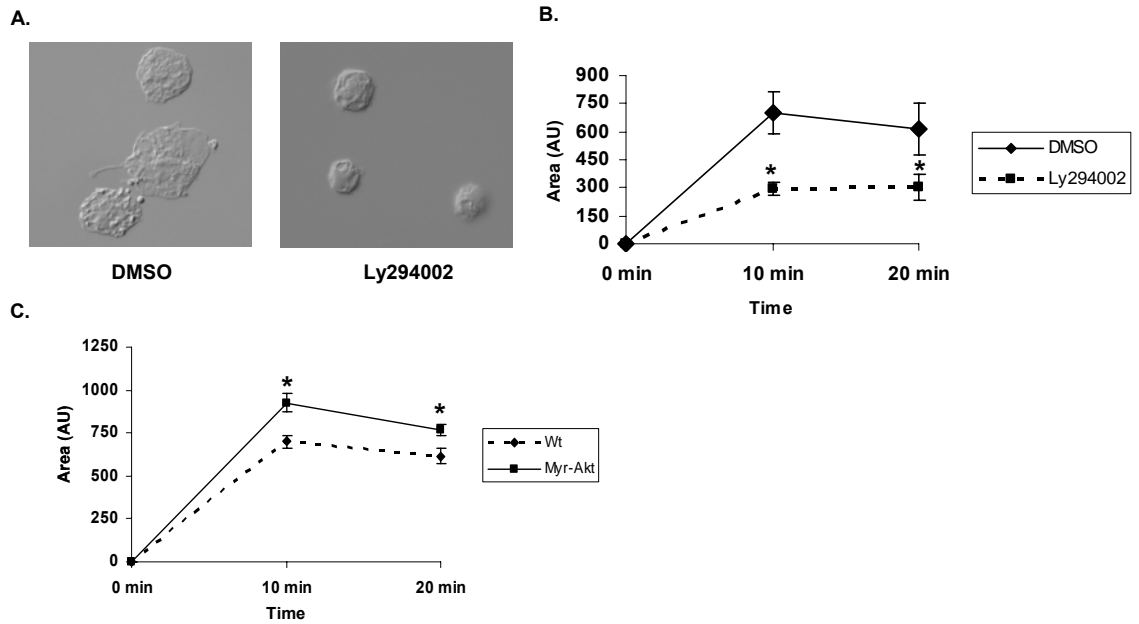 A.
DMSO
Ly294002
B.
900
750
600
450
300
150
0
Area (AU)
*
*
0 min
10 min
20 min
Time
DMSO
Ly294002
C.
1250
1000
750
500
250
0
Area (AU)
*
*
0 min
10 min
20 min
Time
Wt
Myr-Akt